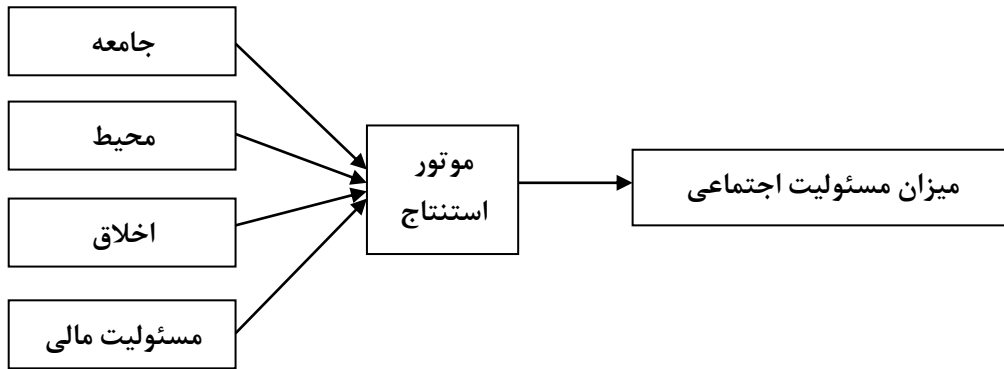 جامعه
محیط
اخلاق
مسئولیت مالی
موتور
استنتاج
میزان مسئولیت اجتماعی